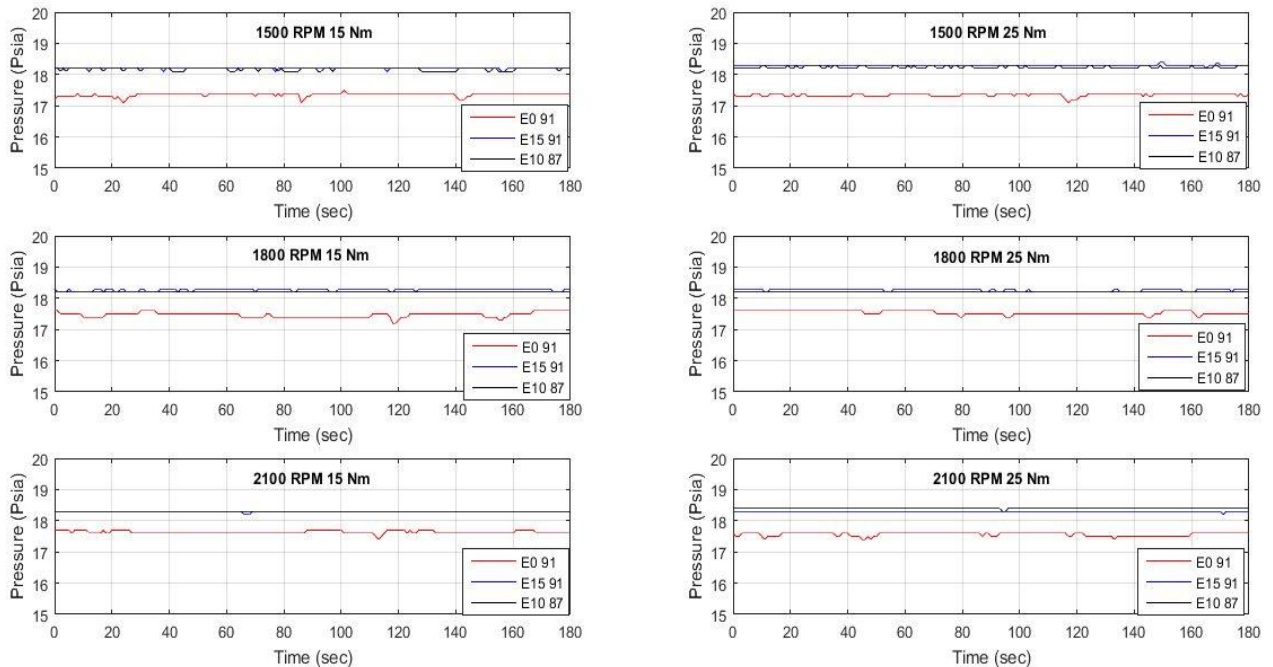 1500 RPM 15 Nm
Pressure (Psia)
20
19
18
17
16
15
0 20 40 60 80 100 120 140 160 180
Time (sec)
E0 91
E15 91
E10 87
1500 RPM 25 Nm
Pressure (Psia)
20
19
18
17
16
15
0 20 40 60 80 100 120 140 160 180
Time (sec)
E0 91
E15 91
E10 87
1800 RPM 15 Nm
Pressure (Psia)
20
19
18
17
16
15
0 20 40 60 80 100 120 140 160 180
Time (sec)
E0 91
E15 91
E10 87
1800 RPM 25 Nm
Pressure (Psia)
20
19
18
17
16
15
0 20 40 60 80 100 120 140 160 180
Time (sec)
E0 91
E15 91
E10 87
2100 RPM 15 Nm
Pressure (Psia)
20
19
18
17
16
15
0 20 40 60 80 100 120 140 160 180
Time (sec)
E0 91
E15 91
E10 87
2100 RPM 25 Nm
Pressure (Psia)
20
19
18
17
16
15
0 20 40 60 80 100 120 140 160 180
Time (sec)
E0 91
E15 91
E10 87